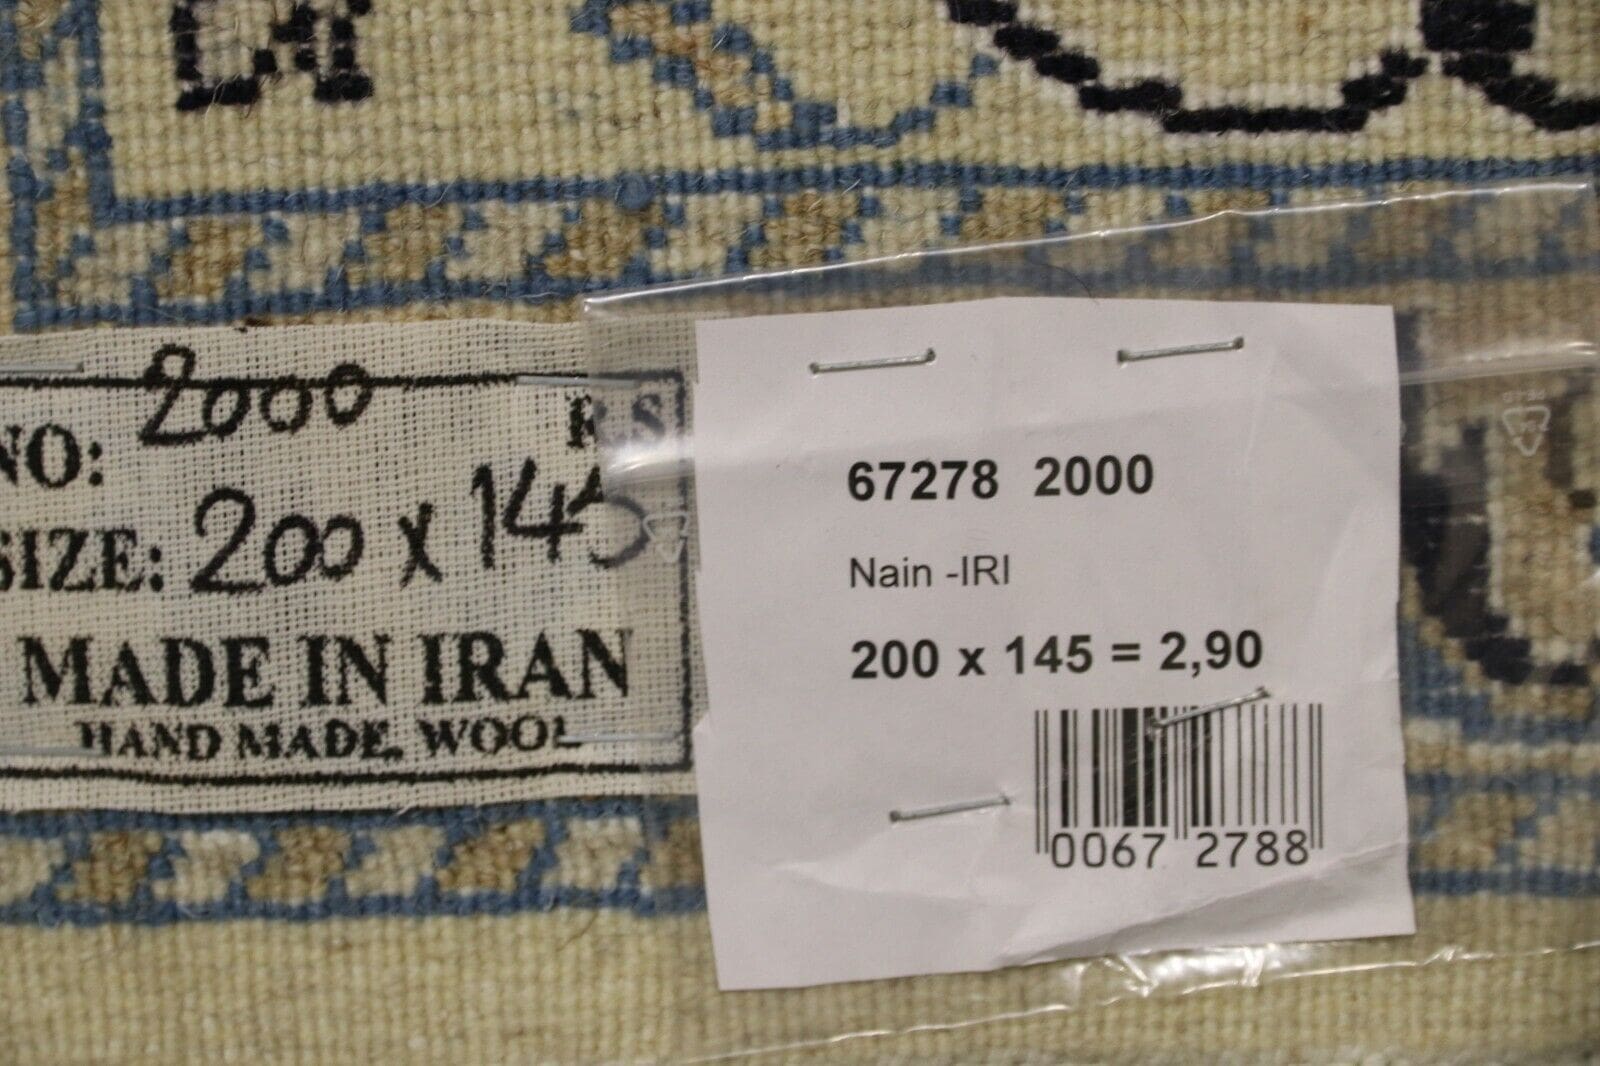 NO: 2000
R S
SIZE: 200 x 145
MADE IN IRAN
HAND MADE, WOOL
67278 2000
Nain -IRI
200 x 145 = 2,90
0067 2788